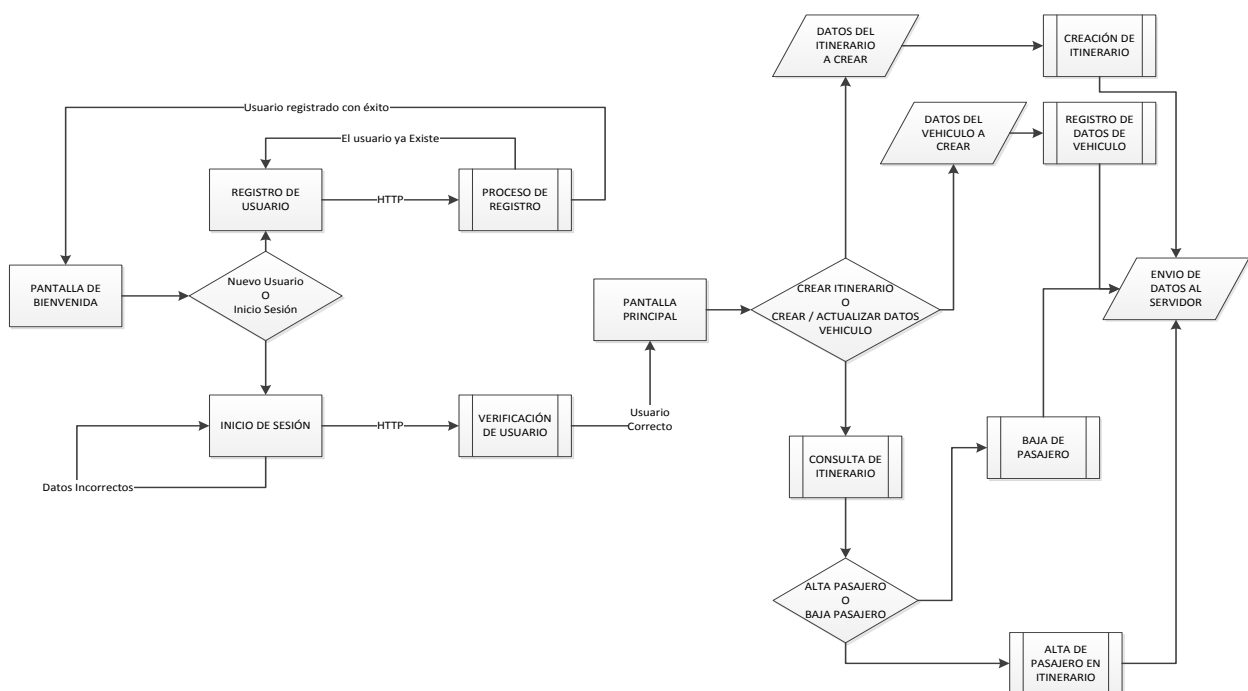 DATOS DEL
ITINERARIO
A CREAR
CREACIÓN DE
ITINERARIO
Usuario registrado con éxito
El usuario ya Existe
DATOS DEL
VEHICULO A
CREAR
REGISTRO DE
DATOS DE
VEHICULO
REGISTRO DE
USUARIO
HTTP
PROCESO DE
REGISTRO
PANTALLA DE
BIENVENIDA
Nuevo Usuario
O
Inicio Sesión
PANTALLA
PRINCIPAL
CREAR ITINERARIO
O
CREAR / ACTUALIZAR DATOS
VEHICULO
ENVIO DE
DATOS AL
SERVIDOR
INICIO DE SESIÓN
HTTP
VERIFICACIÓN
DE USUARIO
Usuario
Correcto
Datos Incorrectos
CONSULTA DE
ITINERARIO
BAJA DE
PASAJERO
ALTA PASAJERO
O
BAJA PASAJERO
ALTA DE
PASAJERO EN
ITINERARIO